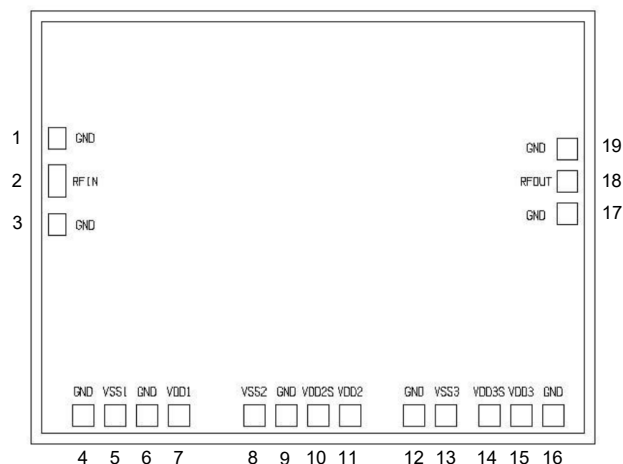 1 GND
GND 19
2 RFIN
RFOUT 18
3 GND
GND 17
GND VSS1 GND VDD1 VSS2 GND VDD2S VDD2 GND VSS3 VDD3S VDD3 GND
4 5 6 7 8 9 10 11 12 13 14 15 16